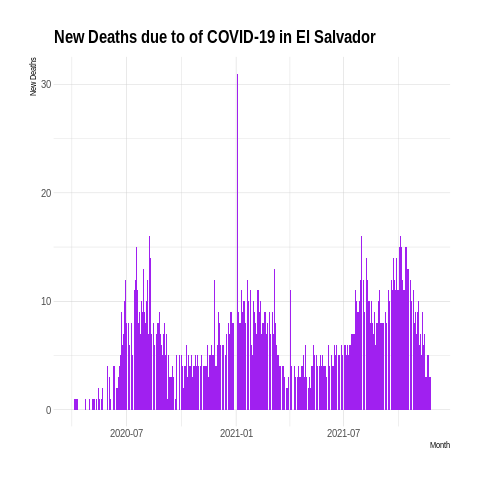 New Deaths due to of COVID-19 in El Salvador
New Deaths
30
20
10
0
2020-07
2021-01
2021-07
Month